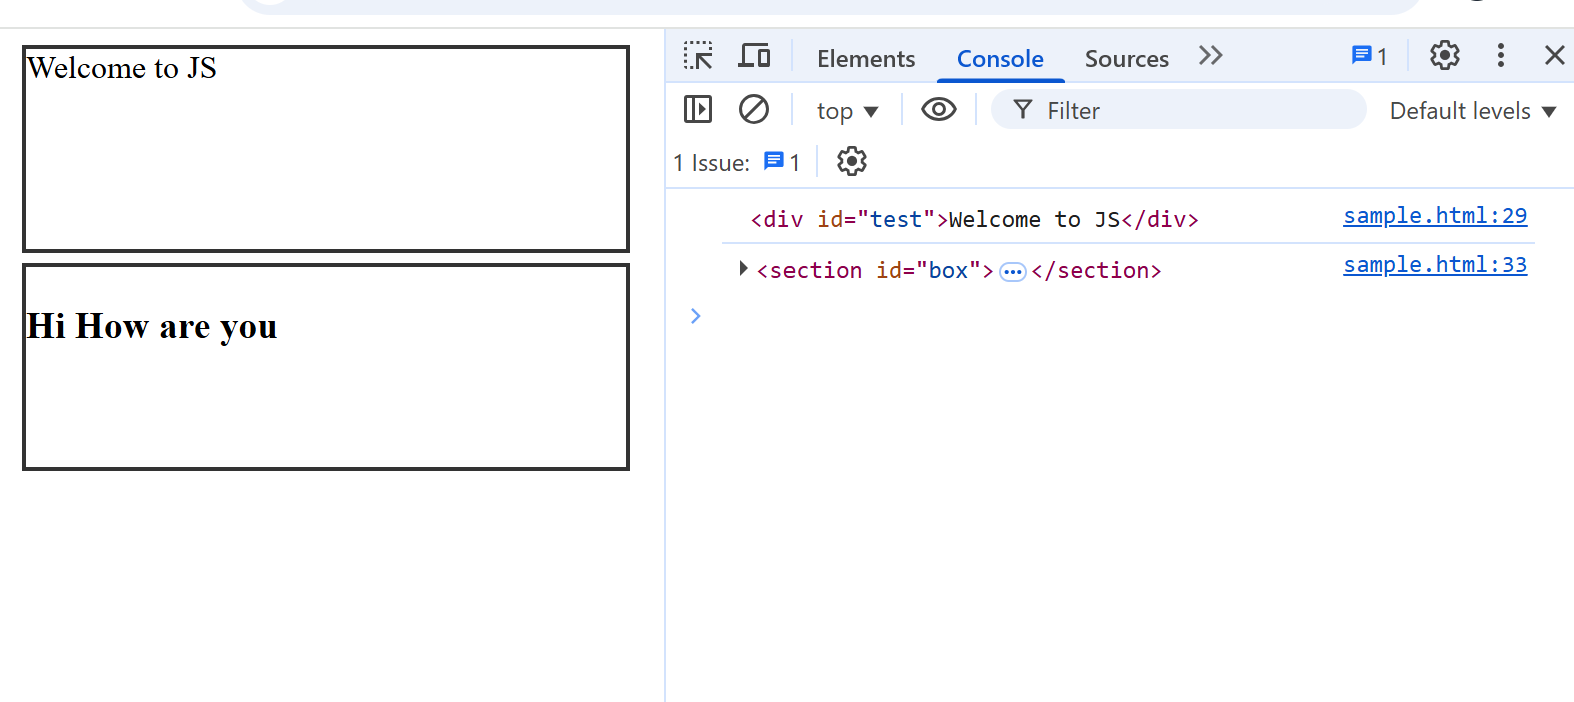 Welcome to JS
Hi How are you
Elements Console Sources 1
top Filter Default levels
1 Issue: 1
<div id="test">Welcome to JS</div> sample.html:29
<section id="box">…</section> sample.html:33